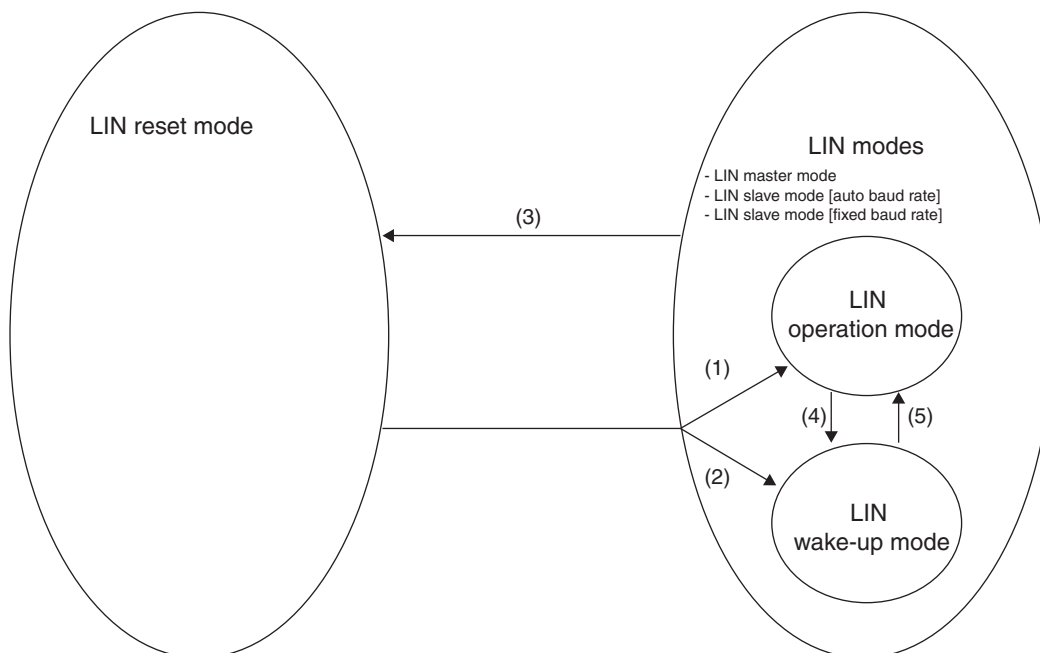 LIN reset mode
LIN modes
- LIN master mode
- LIN slave mode [auto baud rate]
- LIN slave mode [fixed baud rate]
(3)
LIN
operation mode
(1)
(4)
(5)
(2)
LIN
wake-up mode